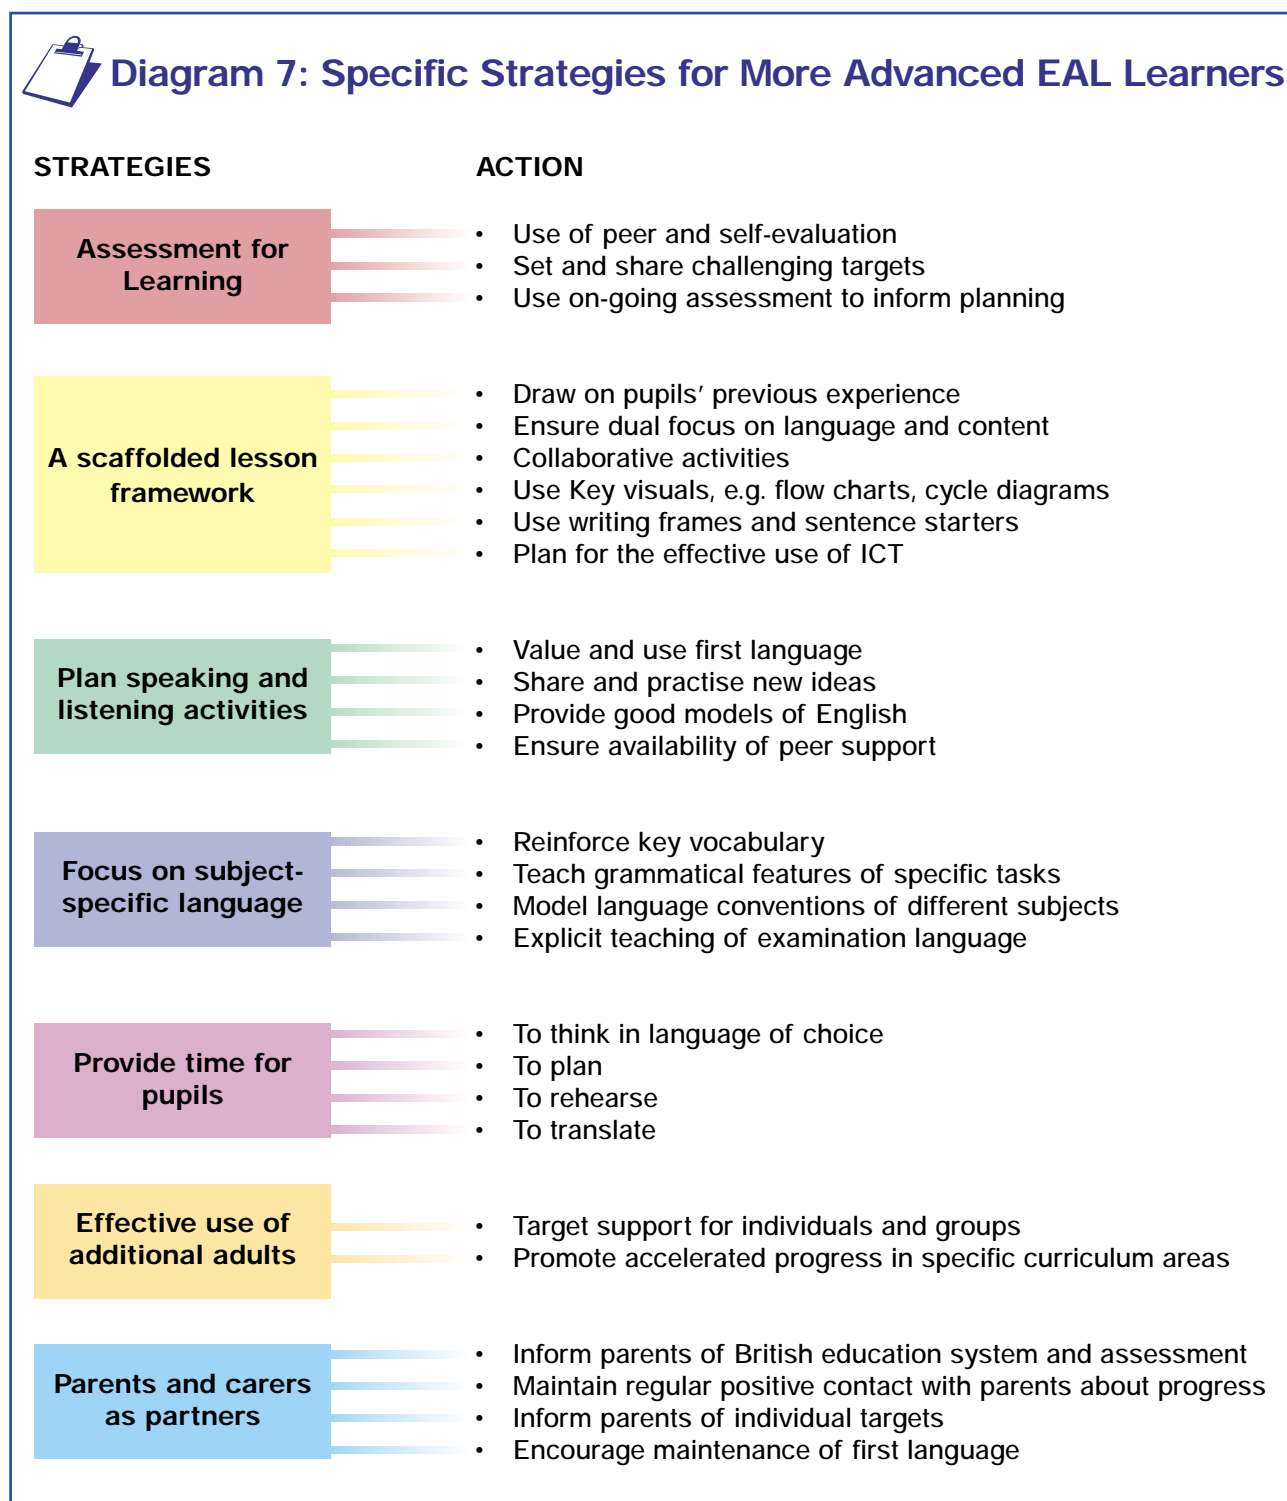 Diagram 7: Specific Strategies for More Advanced EAL Learners
STRATEGIES
ACTION
Assessment for
Learning
• Use of peer and self-evaluation
• Set and share challenging targets
• Use on-going assessment to inform planning
A scaffolded lesson
framework
• Draw on pupils' previous experience
• Ensure dual focus on language and content
• Collaborative activities
• Use Key visuals, e.g. flow charts, cycle diagrams
• Use writing frames and sentence starters
• Plan for the effective use of ICT
Plan speaking and
listening activities
• Value and use first language
• Share and practise new ideas
• Provide good models of English
• Ensure availability of peer support
Focus on subject-
specific language
• Reinforce key vocabulary
• Teach grammatical features of specific tasks
• Model language conventions of different subjects
• Explicit teaching of examination language
Provide time for
pupils
• To think in language of choice
• To plan
• To rehearse
• To translate
Effective use of
additional adults
• Target support for individuals and groups
• Promote accelerated progress in specific curriculum areas
Parents and carers
as partners
• Inform parents of British education system and assessment
• Maintain regular positive contact with parents about progress
• Inform parents of individual targets
• Encourage maintenance of first language